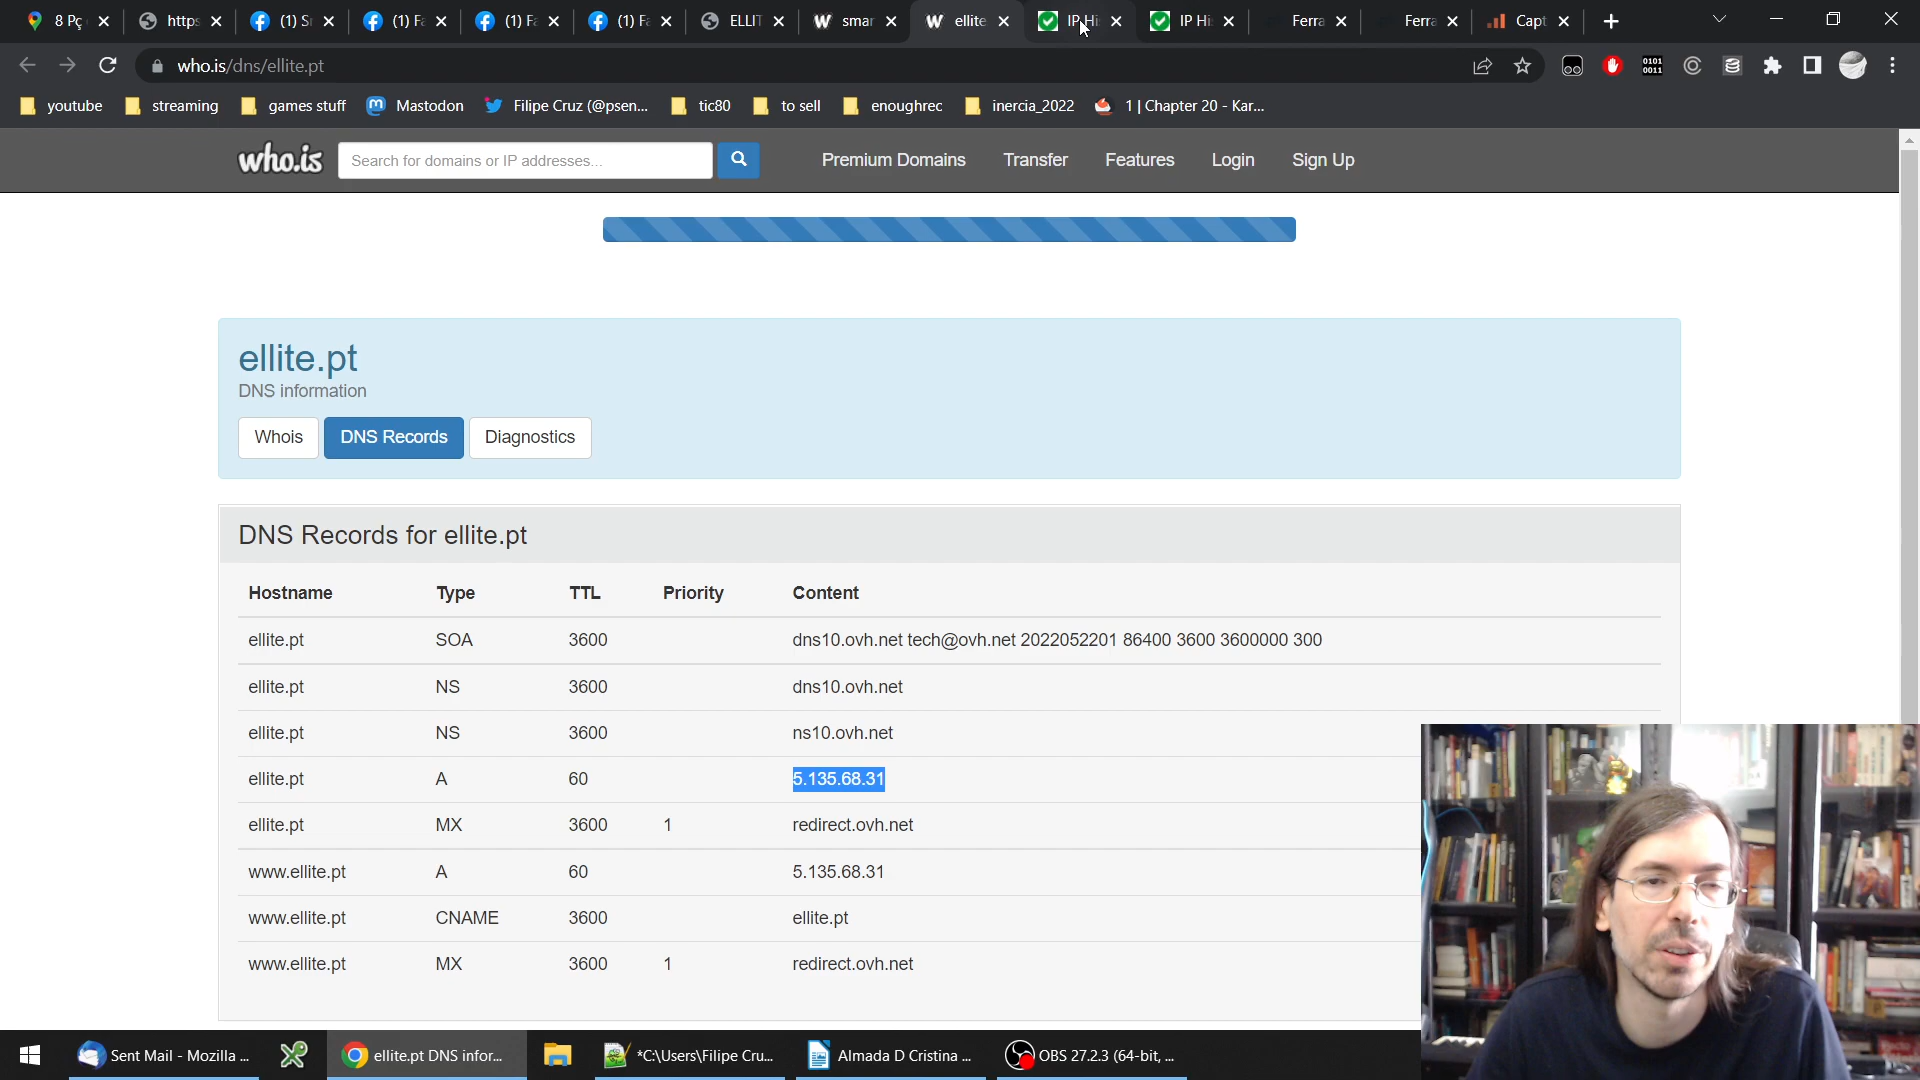 8 Pç
https
(1) S
(1) Fa
(1) Fa
(1) Fa
ELLIT
smar
ellite
IP Hi
IP Hi
Ferra
Ferra
Capt
who.is/dns/ellite.pt
0101
0011
youtube
streaming
games stuff
Mastodon
Filipe Cruz (@psen...
tic80
to sell
enoughrec
inercia_2022
1 | Chapter 20 - Kar...
who.is
Search for domains or IP addresses...
Premium Domains
Transfer
Features
Login
Sign Up
ellite.pt
DNS information
Whois
DNS Records
Diagnostics
DNS Records for ellite.pt
Hostname Type TTL Priority Content
ellite.pt SOA 3600 dns10.ovh.net tech@ovh.net 2022052201 86400 3600 3600000 300
ellite.pt NS 3600 dns10.ovh.net
ellite.pt NS 3600 ns10.ovh.net
ellite.pt A 60 5.135.68.31
ellite.pt MX 3600 1 redirect.ovh.net
www.ellite.pt A 60 5.135.68.31
www.ellite.pt CNAME 3600 ellite.pt
www.ellite.pt MX 3600 1 redirect.ovh.net
Sent Mail - Mozilla ...
ellite.pt DNS infor...
*C:\Users\Filipe Cru...
Almada D Cristina ...
OBS 27.2.3 (64-bit, ...